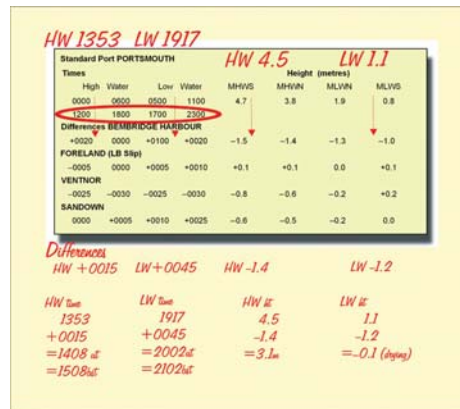 HW 1353 LW 1917
HW 4.5 LW 1.1
Standard Port PORTSMOUTH
Times Height (metres)
High Water Low Water MHWS MHWN MLWN MLWS
0000 0600 0500 1100 4.7 3.8 1.9 0.8
1200 1800 1700 2300
Differences BEMBRIDGE HARBOUR
+0020 0000 +0100 +0020 –1.5 –1.4 –1.3 –1.0
FORELAND (LB Slip)
–0005 0000 +0005 +0010 +0.1 +0.1 0.0 +0.1
VENTNOR
–0025 –0030 –0025 –0030 –0.8 –0.6 –0.2 +0.2
SANDOWN
0000 +0005 +0010 +0025 –0.6 –0.5 –0.2 0.0
Differences
HW +0015 LW+0045 HW –1.4 LW –1.2
HW time LW time HW ht LW ht
1353 1917 4.5 1.1
+0015 +0045 –1.4 –1.2
=1408 ut =2002ut =3.1m =–0.1 (drying)
=1508bst =2102bst